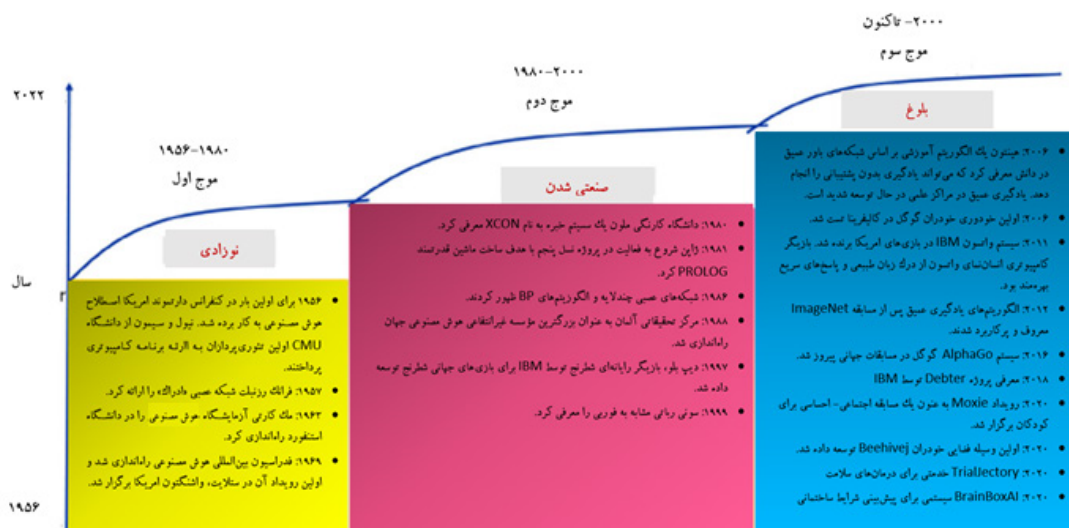 ۲۰۰۰- تاکنون
موج سوم
۱۹۸۰-۲۰۰۰
موج دوم
۱۹۵۶-۱۹۸۰
موج اول
۲۰۲۲
سال
۱۹۵۶
نوزادی
• ۱۹۵۶ برای اولین بار در کنفرانس دارتموند امریکا اصطلاح
هوش مصنوعی به کار برده شد. نیول و سیمون از دانشگاه
CMU اولین تئوری‌پردازان به ارائه برنامه کامپیوتری
پرداختند.
• ۱۹۵۷: فرانک رزنبلت شبکه عصبی «ادراک» را ارائه کرد.
• ۱۹۶۳: مک کارتی آزمایشگاه هوش مصنوعی را در دانشگاه
استنفورد راه‌اندازی کرد.
• ۱۹۶۹: فدراسیون بین‌المللی هوش مصنوعی راه‌اندازی شد و
اولین رویداد آن در ستلایت، واشنگتون امریکا برگزار شد.
صنعتی شدن
• ۱۹۸۰: دانشگاه کارنگی ملون یک سیستم خبره به نام XCON معرفی کرد.
• ۱۹۸۱: ژاپن شروع به فعالیت در پروژه نسل پنجم با هدف ساخت ماشین قدرتمند
PROLOG کرد.
• ۱۹۸۶: شبکه‌های عصبی چندلایه و الگوریتم‌های BP ظهور کردند.
• ۱۹۸۸: مرکز تحقیقاتی آلمان به عنوان بزرگترین مؤسسه غیرانتفاعی هوش مصنوعی جهان
راه‌اندازی شد.
• ۱۹۹۷: دیپ بلو، بازیگر رایانه‌ای شطرنج توسط IBM برای بازی‌های جهانی شطرنج توسعه
داده شد.
• ۱۹۹۹: سونی رباتی مشابه به فوربی را معرفی کرد.
بلوغ
• ۲۰۰۶: هینتون یک الگوریتم آموزشی بر اساس شبکه‌های باور عمیق
در دانش معرفی کرد که می‌تواند یادگیری بدون پشتیبانی را انجام
دهد. یادگیری عمیق در مراکز علمی در حال توسعه شدید است.
• ۲۰۰۶: اولین خودوری خودران گوگل در کالیفرینا تست شد.
• ۲۰۱۱: سیستم واتسون IBM در بازی‌های امریکا برنده شد. بازیگر
کامپیوتری انسان‌نمای واتسون از درک زبان طبیعی و پاسخ‌های سریع
بهره‌مند بود.
• ۲۰۱۲: الگوریتم‌های یادگیری عمیق پس از مسابقه ImageNet
معروف و پرکاربرد شدند.
• ۲۰۱۶: سیستم AlphaGo گوگل در مسابقات جهانی پیروز شد.
• ۲۰۱۸: معرفی پروژه Debter توسط IBM
• ۲۰۲۰: رویداد Moxie به عنون یک مسابقه اجتماعی- احساسی برای
کودکان برگزار شد.
• ۲۰۲۰: اولین وسیله فضایی خودران Beehivej توسعه داده شد.
• ۲۰۲۰: TrialJectory خدمتی برای درمان‌های سلامت
• ۲۰۲۰: BrainBoxAI سیستمی برای پیش‌بینی شرایط ساختمانی